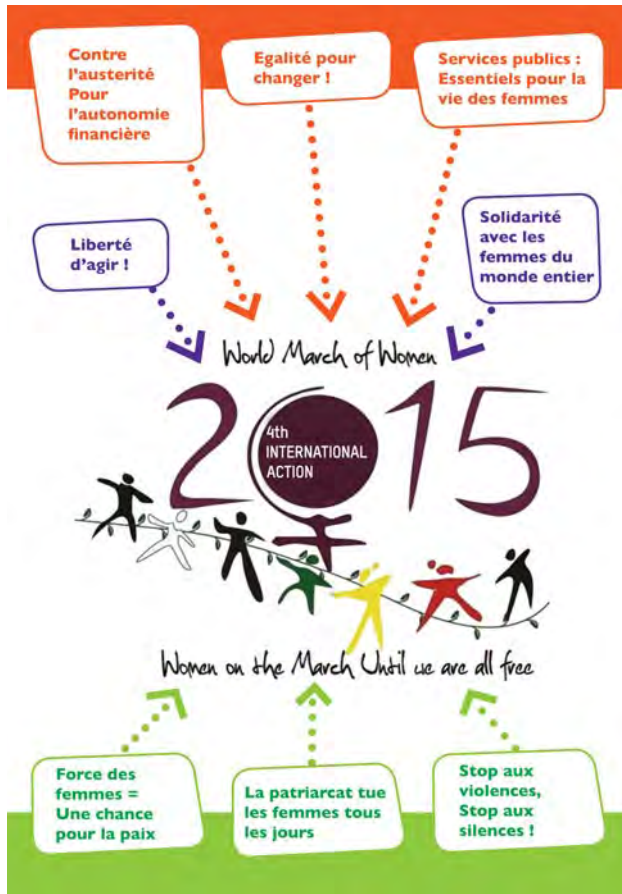 Contre
l'austerité
Pour
l'autonomie
financière
Egalité pour
changer !
Services publics :
Essentiels pour la
vie des femmes
Liberté
d'agir !
Solidarité
avec les
femmes du
monde entier
World March of Women
2015
4th
INTERNATIONAL
ACTION
Women on the March Until we are all free
Force des
femmes =
Une chance
pour la paix
La patriarcat tue
les femmes tous
les jours
Stop aux
violences,
Stop aux
silences !